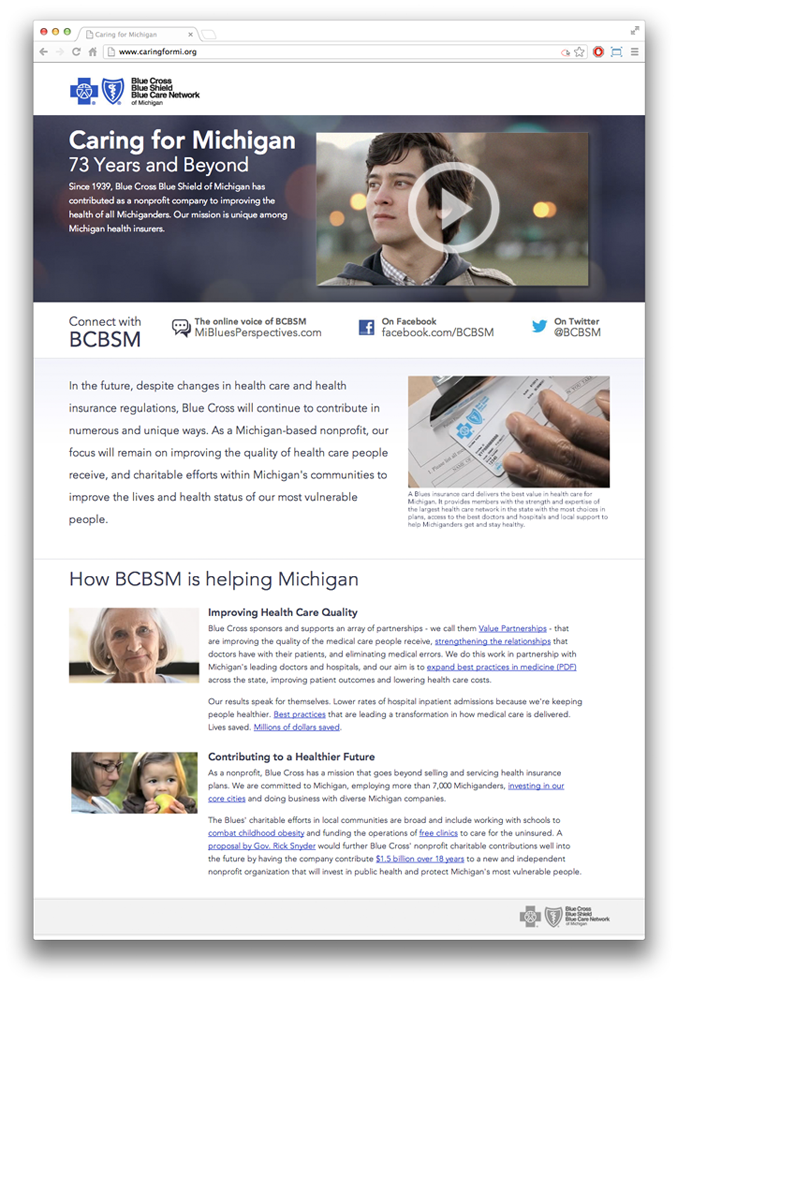 Caring for Michigan
www.caringformi.org
Blue Cross
Blue Shield
Blue Care Network
of Michigan
Caring for Michigan
73 Years and Beyond
Since 1939, Blue Cross Blue Shield of Michigan has
contributed as a nonprofit company to improving the
health of all Michiganders. Our mission is unique among
Michigan health insurers.
Connect with
BCBSM
The online voice of BCBSM
MiBluesPerspectives.com
On Facebook
facebook.com/BCBSM
On Twitter
@BCBSM
In the future, despite changes in health care and health
insurance regulations, Blue Cross will continue to contribute in
numerous and unique ways. As a Michigan-based nonprofit, our
focus will remain on improving the quality of health care people
receive, and charitable efforts within Michigan's communities to
improve the lives and health status of our most vulnerable
people.
A Blues insurance card delivers the best value in health care for
Michigan. It provides members with the strength and expertise of
the largest health care network in the state with the most choices in
plans, access to the best doctors and hospitals and local support to
help Michiganders get and stay healthy.
How BCBSM is helping Michigan
Improving Health Care Quality
Blue Cross sponsors and supports an array of partnerships - we call them Value Partnerships - that
are improving the quality of the medical care people receive, strengthening the relationships that
doctors have with their patients, and eliminating medical errors. We do this work in partnership with
Michigan's leading doctors and hospitals, and our aim is to expand best practices in medicine (PDF)
across the state, improving patient outcomes and lowering health care costs.
Our results speak for themselves. Lower rates of hospital inpatient admissions because we're keeping
people healthier. Best practices that are leading a transformation in how medical care is delivered.
Lives saved. Millions of dollars saved.
Contributing to a Healthier Future
As a nonprofit, Blue Cross has a mission that goes beyond selling and servicing health insurance
plans. We are committed to Michigan, employing more than 7,000 Michiganders, investing in our
core cities and doing business with diverse Michigan companies.
The Blues' charitable efforts in local communities are broad and include working with schools to
combat childhood obesity and funding the operations of free clinics to care for the uninsured. A
proposal by Gov. Rick Snyder would further Blue Cross' nonprofit charitable contributions well into
the future by having the company contribute $1.5 billion over 18 years to a new and independent
nonprofit organization that will invest in public health and protect Michigan's most vulnerable people.
Blue Cross
Blue Shield
Blue Care Network
of Michigan